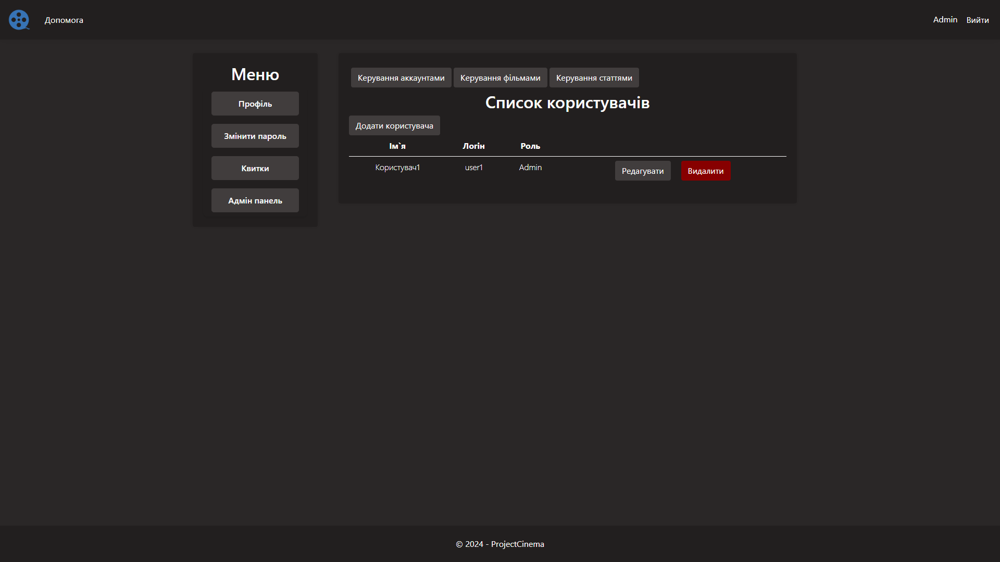 Допомога
Admin Вийти
Меню
Профіль
Змінити пароль
Квитки
Адмін панель
Керування аккаунтами Керування фільмами Керування статтями
Список користувачів
Додати користувача
Ім`я Логін Роль
Користувач1 user1 Admin Редагувати Видалити
© 2024 - ProjectCinema